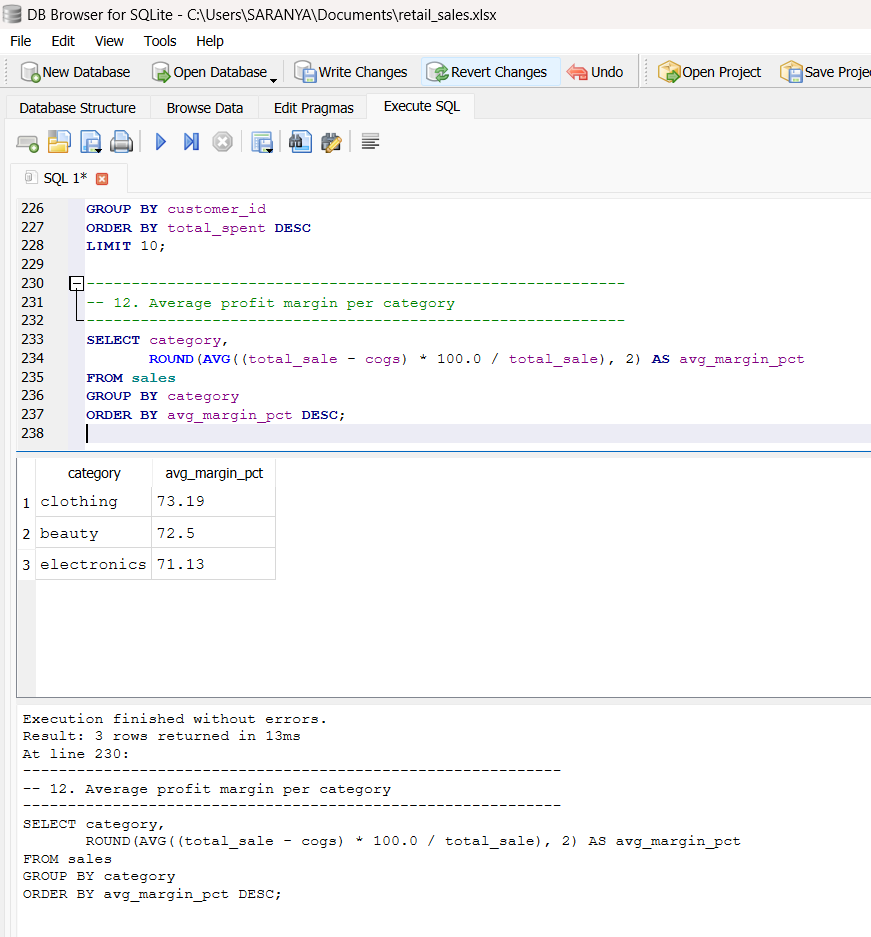 DB Browser for SQLite - C:\Users\SARANYA\Documents\retail_sales.xlsx
File Edit View Tools Help
New Database Open Database Write Changes Revert Changes Undo Open Project Save Proje
Database Structure Browse Data Edit Pragmas Execute SQL
SQL 1*
226 GROUP BY customer_id
227 ORDER BY total_spent DESC
228 LIMIT 10;
229
230 ------------------------------------------------------------
231 -- 12. Average profit margin per category
232 ------------------------------------------------------------
233 SELECT category,
234 ROUND(AVG((total_sale - cogs) * 100.0 / total_sale), 2) AS avg_margin_pct
235 FROM sales
236 GROUP BY category
237 ORDER BY avg_margin_pct DESC;
238
category avg_margin_pct
1 clothing 73.19
2 beauty 72.5
3 electronics 71.13
Execution finished without errors.
Result: 3 rows returned in 13ms
At line 230:
------------------------------------------------------------
-- 12. Average profit margin per category
------------------------------------------------------------
SELECT category,
ROUND(AVG((total_sale - cogs) * 100.0 / total_sale), 2) AS avg_margin_pct
FROM sales
GROUP BY category
ORDER BY avg_margin_pct DESC;